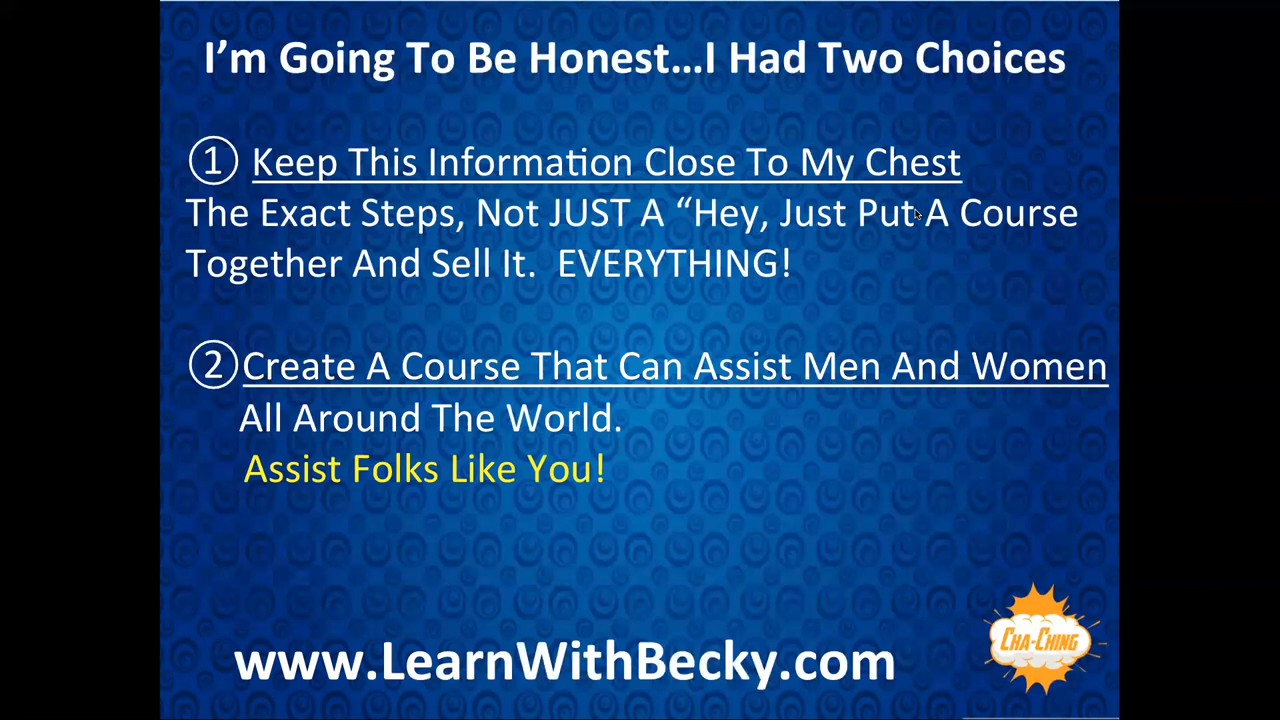 I'm Going To Be Honest...I Had Two Choices
① Keep This Information Close To My Chest
The Exact Steps, Not JUST A “Hey, Just Put A Course
Together And Sell It.  EVERYTHING!
② Create A Course That Can Assist Men And Women
All Around The World.
Assist Folks Like You!
CHA-CHING
www.LearnWithBecky.com